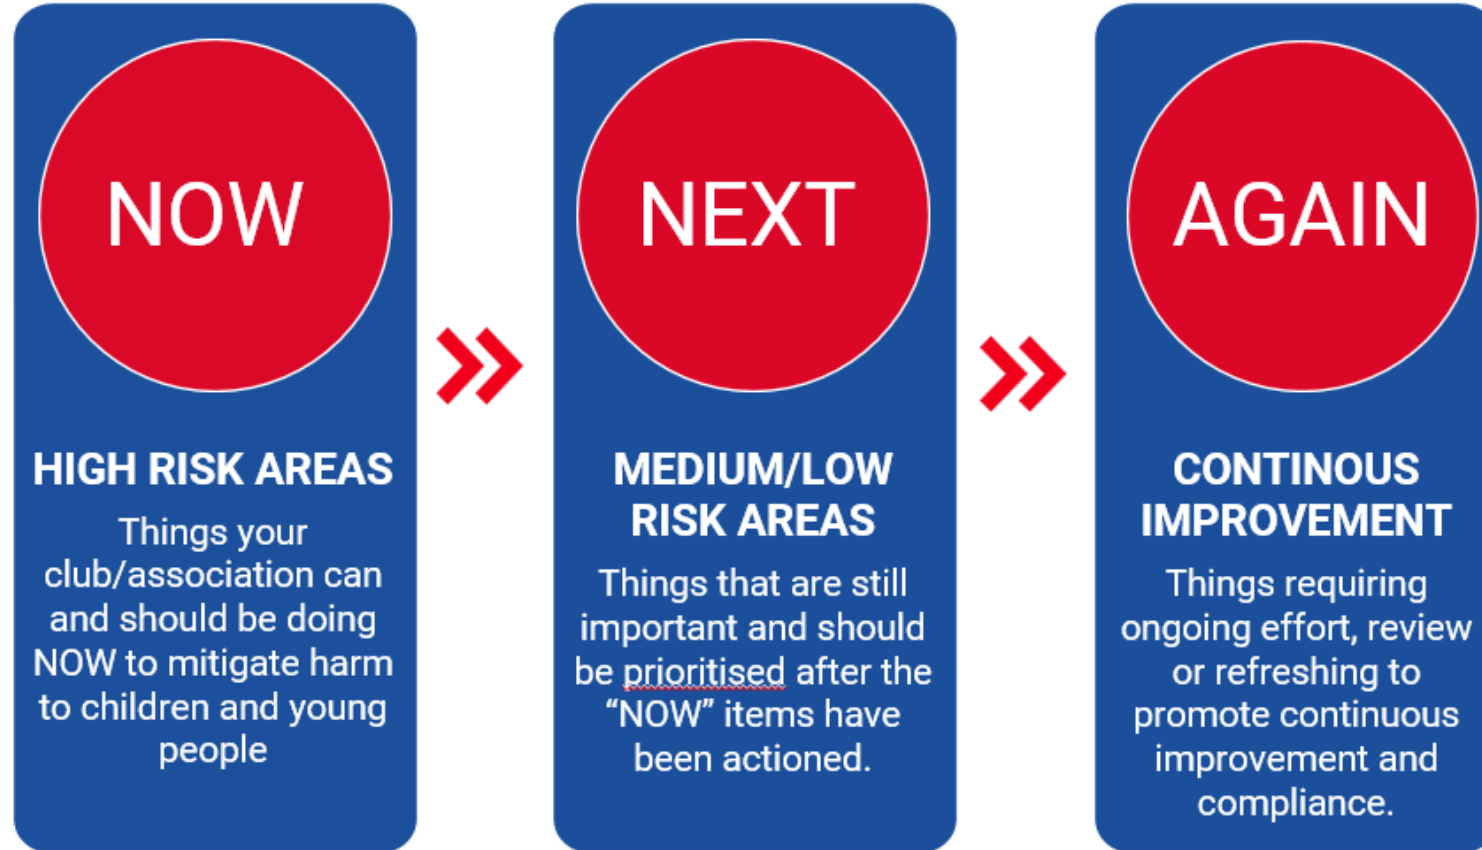 NOW
HIGH RISK AREAS
Things your
club/association can
and should be doing
NOW to mitigate harm
to children and young
people
NEXT
MEDIUM/LOW
RISK AREAS
Things that are still
important and should
be prioritised after the
“NOW” items have
been actioned.
AGAIN
CONTINOUS
IMPROVEMENT
Things requiring
ongoing effort, review
or refreshing to
promote continuous
improvement and
compliance.